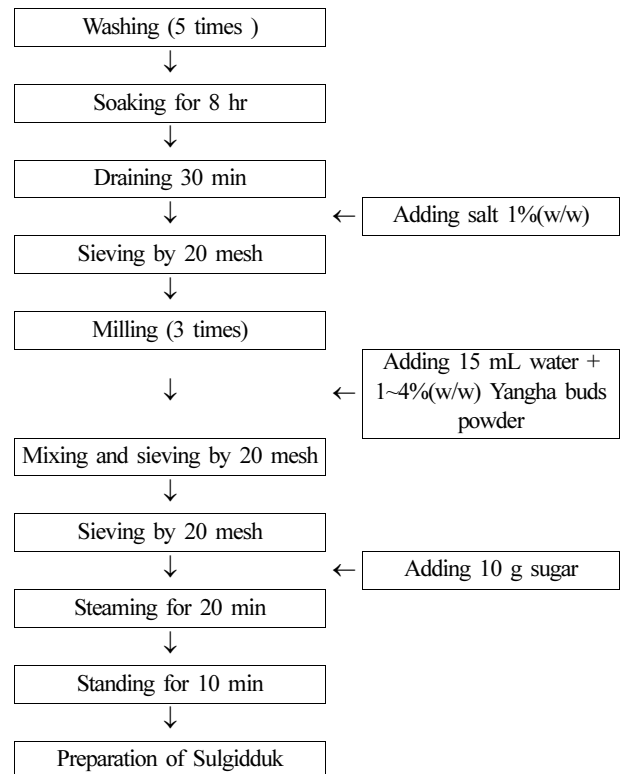 Washing (5 times )
↓
Soaking for 8 hr
↓
Draining 30 min
↓
← Adding salt 1%(w/w)
Sieving by 20 mesh
↓
Milling (3 times)
↓
← Adding 15 mL water +
1~4%(w/w) Yangha buds
powder
Mixing and sieving by 20 mesh
↓
Sieving by 20 mesh
↓
← Adding 10 g sugar
Steaming for 20 min
↓
Standing for 10 min
↓
Preparation of Sulgidduk